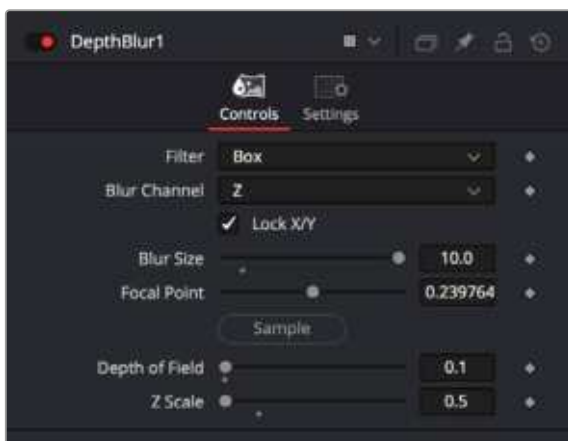 DepthBlur1
Controls Settings
Filter Box
Blur Channel Z
Lock X/Y
Blur Size 10.0
Focal Point 0.239764
Sample
Depth of Field 0.1
Z Scale 0.5